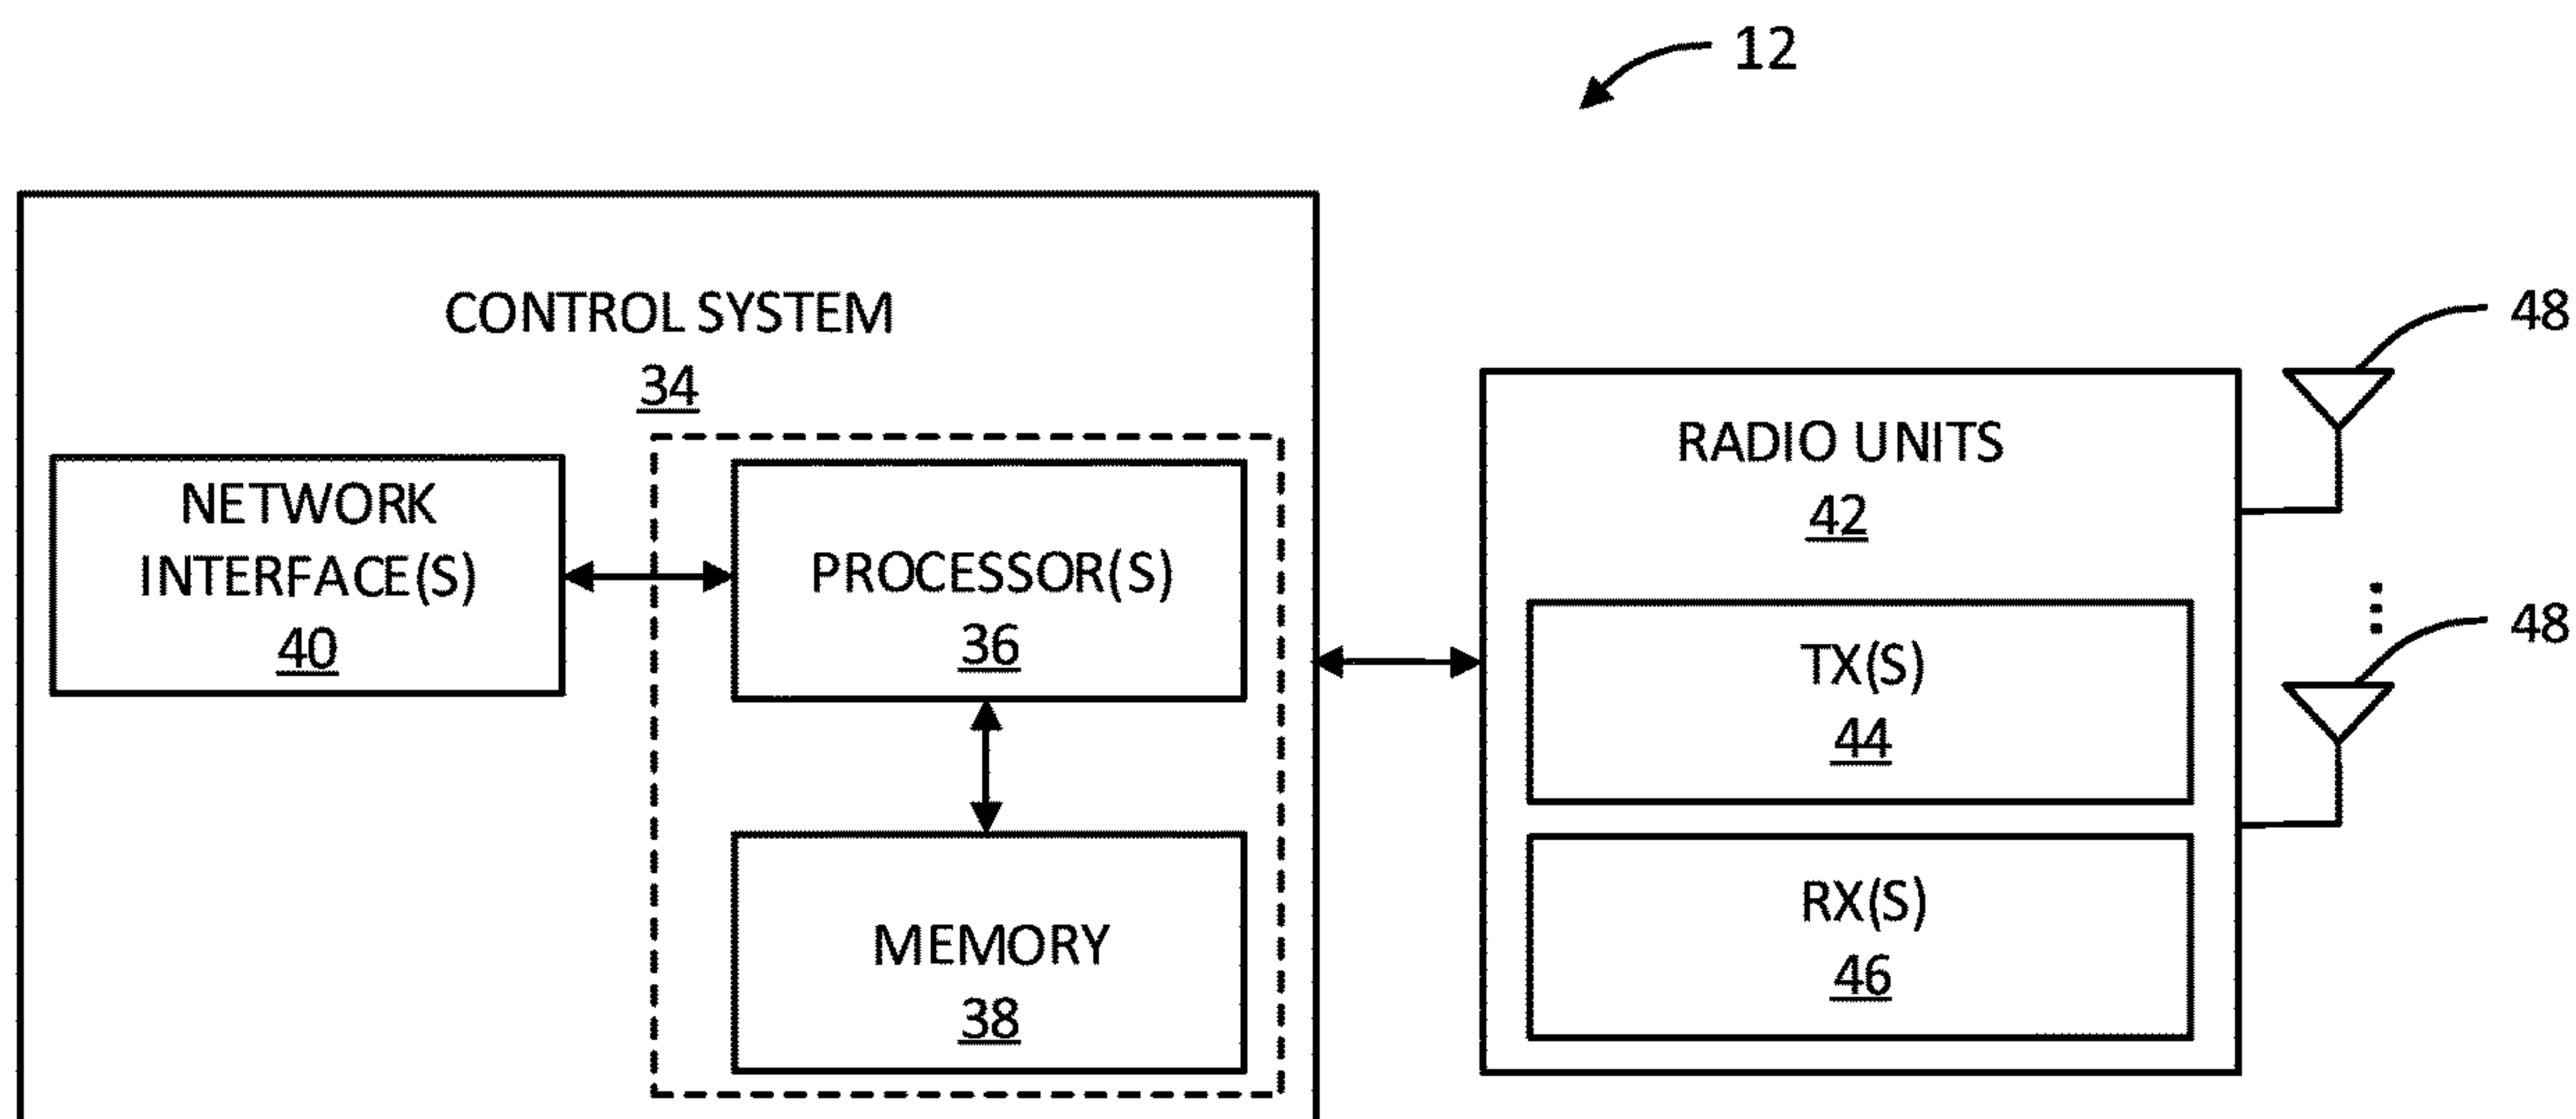 12
CONTROL SYSTEM
34
NETWORK
INTERFACE(S)
40
PROCESSOR(S)
36
MEMORY
38
RADIO UNITS
42
TX(S)
44
RX(S)
46
48
48